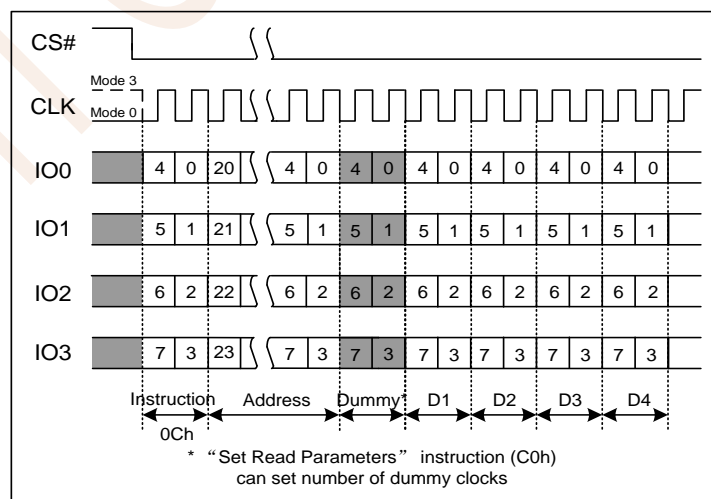 CS#
Mode 3
CLK
Mode 0
IO0 4 0 20 4 0 4 0 4 0 4 0 4 0 4 0
IO1 5 1 21 5 1 5 1 5 1 5 1 5 1 5 1
IO2 6 2 22 6 2 6 2 6 2 6 2 6 2 6 2
IO3 7 3 23 7 3 7 3 7 3 7 3 7 3 7 3
Instruction Address Dummy* D1 D2 D3 D4
0Ch
* “Set Read Parameters” instruction (C0h)
can set number of dummy clocks